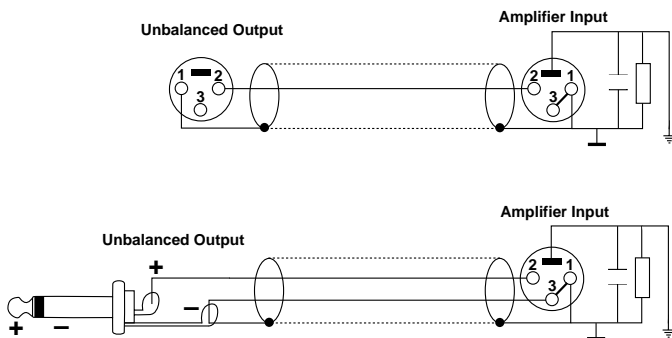 Amplifier Input
Unbalanced Output
1 2
3
2 1
3
Amplifier Input
Unbalanced Output
+
2 1
3
−
+ −